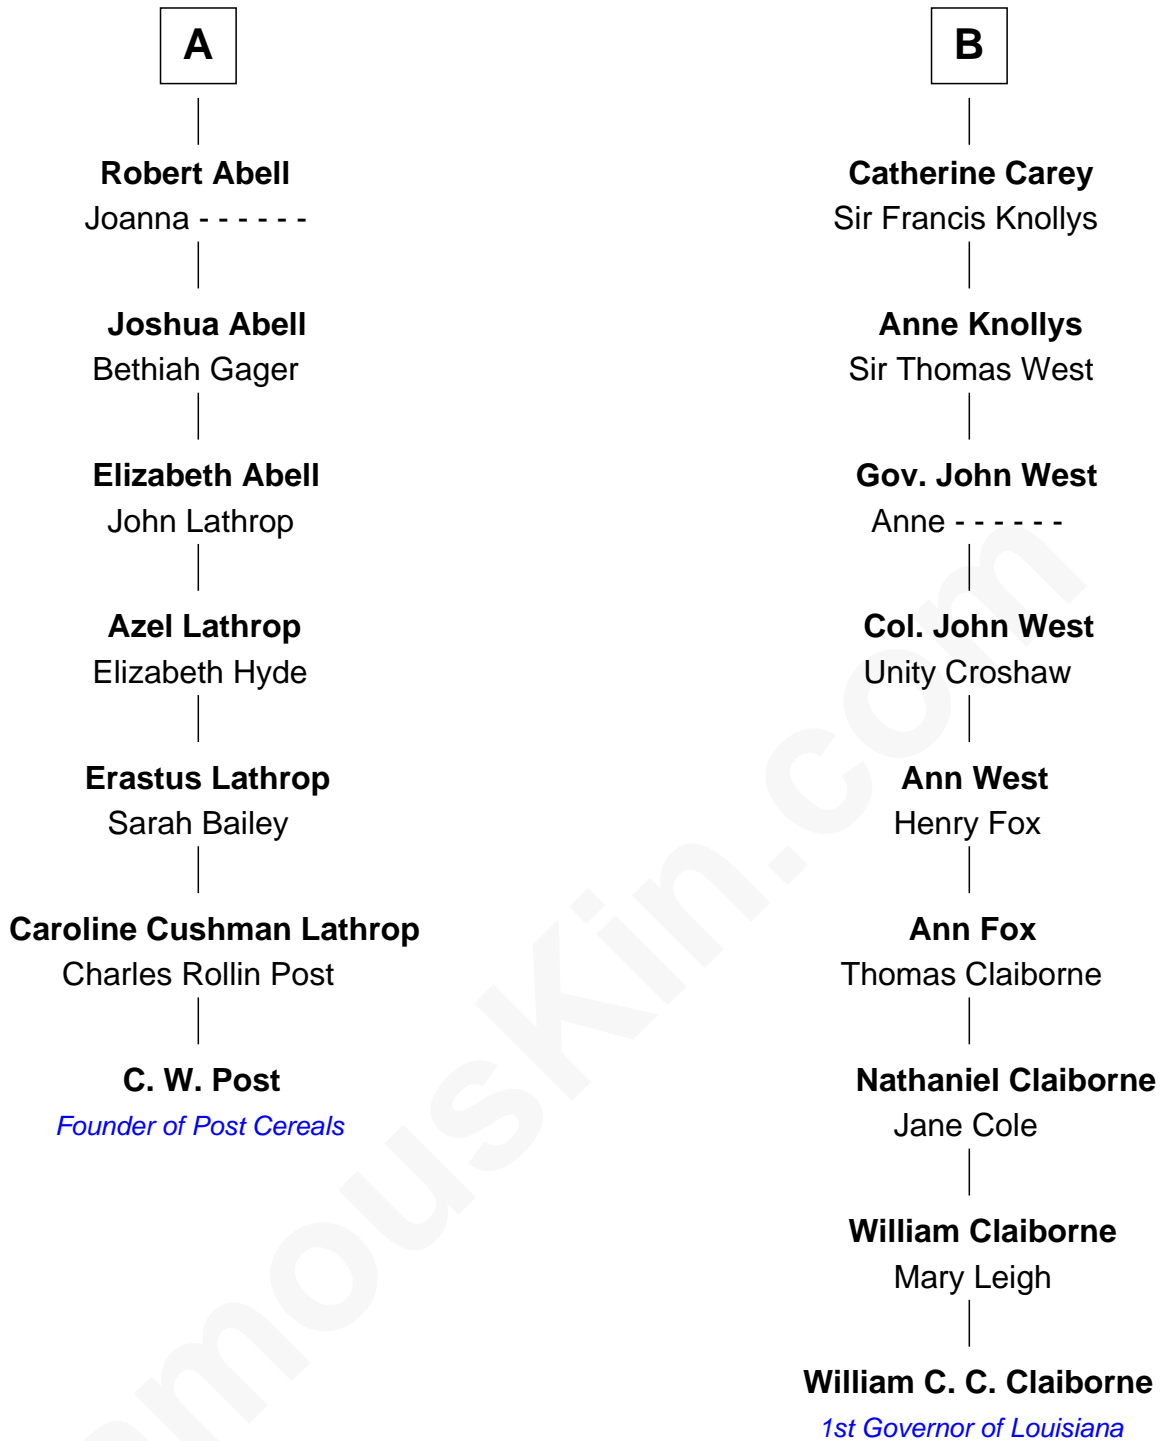 A
Robert Abell
Joanna - - - - - -
Joshua Abell
Bethiah Gager
Elizabeth Abell
John Lathrop
Azel Lathrop
Elizabeth Hyde
Erastus Lathrop
Sarah Bailey
Caroline Cushman Lathrop
Charles Rollin Post
C. W. Post
Founder of Post Cereals
B
Catherine Carey
Sir Francis Knollys
Anne Knollys
Sir Thomas West
Gov. John West
Anne - - - - - -
Col. John West
Unity Croshaw
Ann West
Henry Fox
Ann Fox
Thomas Claiborne
Nathaniel Claiborne
Jane Cole
William Claiborne
Mary Leigh
William C. C. Claiborne
1st Governor of Louisiana
amouskin.com